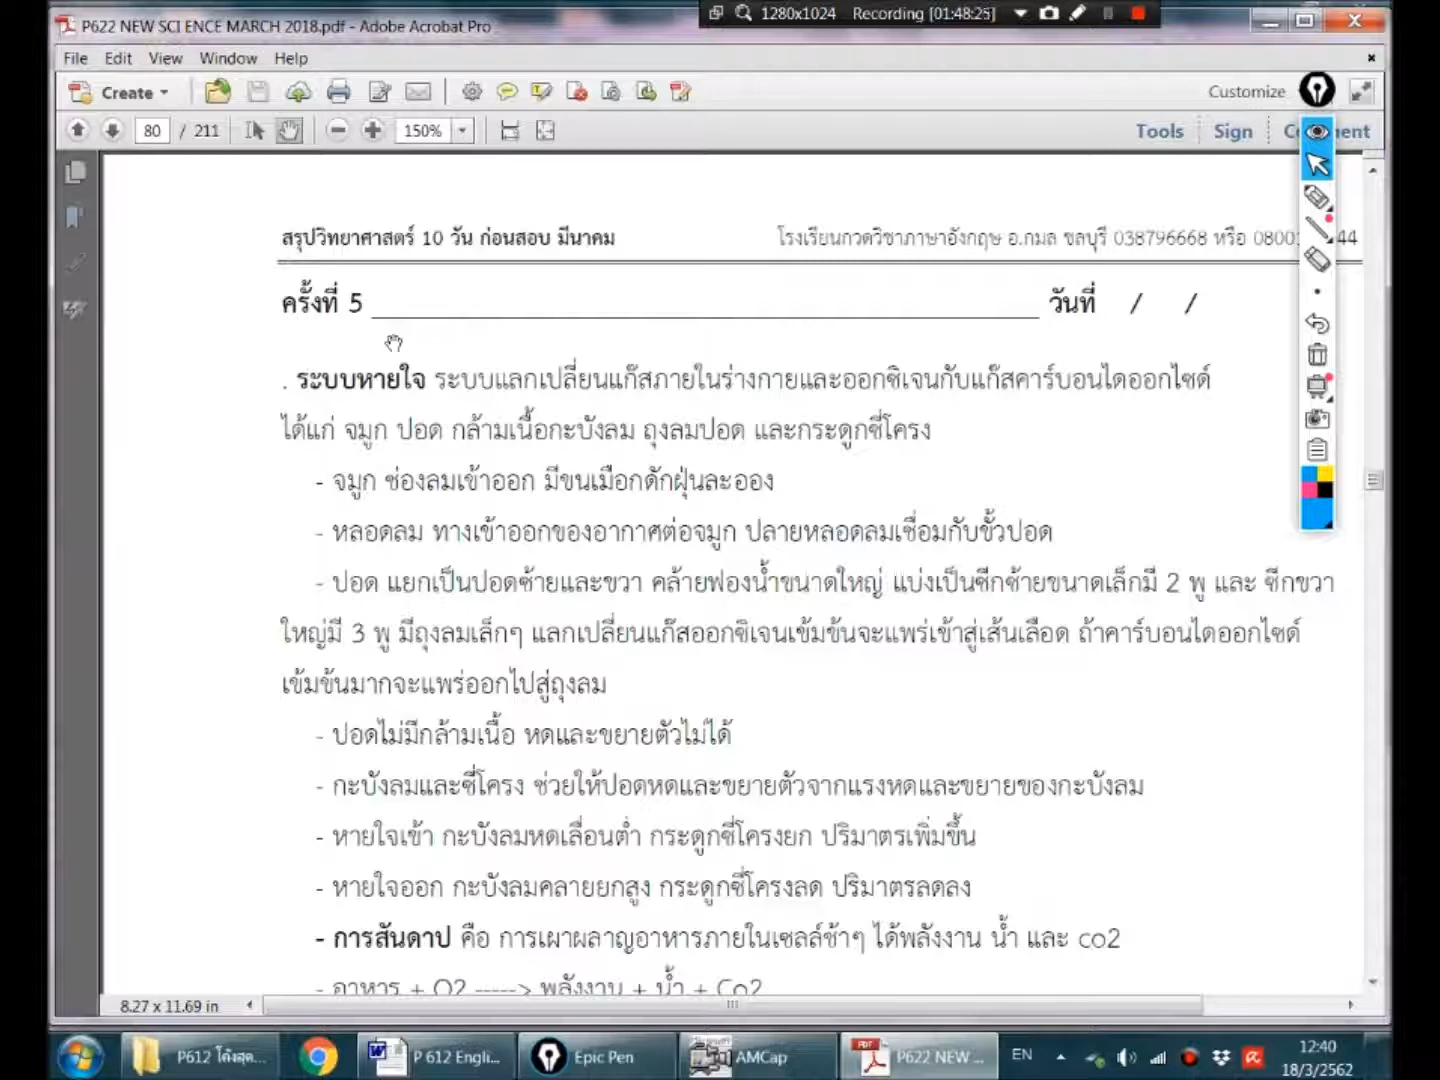 P622 NEW SCI ENCE MARCH 2018.pdf - Adobe Acrobat Pro
1280x1024 Recording [01:48:25]
File Edit View Window Help
Create
Customize
80 / 211
150%
Tools Sign
สรุปวิทยาศาสตร์ 10 วัน ก่อนสอบ มีนาคม โรงเรียนกวดวิชาภาษาอังกฤษ อ.กมล ชลบุรี 038796668 หรือ
ครั้งที่ 5 วันที่ / /
. ระบบหายใจ ระบบแลกเปลี่ยนแก๊สภายในร่างกายและออกซิเจนกับแก๊สคาร์บอนไดออกไซด์
ได้แก่ จมูก ปอด กล้ามเนื้อกะบังลม ถุงลมปอด และกระดูกซี่โครง
- จมูก ช่องลมเข้าออก มีขนเมือกดักฝุ่นละออง
- หลอดลม ทางเข้าออกของอากาศต่อจมูก ปลายหลอดลมเชื่อมกับขั้วปอด
- ปอด แยกเป็นปอดซ้ายและขวา คล้ายฟองน้ำขนาดใหญ่ แบ่งเป็นซีกซ้ายขนาดเล็กมี 2 พู และ ซีกขวา
ใหญ่มี 3 พู มีถุงลมเล็กๆ แลกเปลี่ยนแก๊สออกซิเจนเข้มข้นจะแพร่เข้าสู่เส้นเลือด ถ้าคาร์บอนไดออกไซด์
เข้มข้นมากจะแพร่ออกไปสู่ถุงลม
- ปอดไม่มีกล้ามเนื้อ หดและขยายตัวไม่ได้
- กะบังลมและซี่โครง ช่วยให้ปอดหดและขยายตัวจากแรงหดและขยายของกะบังลม
- หายใจเข้า กะบังลมหดเลื่อนต่ำ กระดูกซี่โครงยก ปริมาตรเพิ่มขึ้น
- หายใจออก กะบังลมคลายยกสูง กระดูกซี่โครงลด ปริมาตรลดลง
- การสันดาป คือ การเผาผลาญอาหารภายในเซลล์ช้าๆ ได้พลังงาน น้ำ และ co2
- อาหาร + O2 -----> พลังงาน + น้ำ + Co2
8.27 x 11.69 in
P612 โค้งสุด... P 612 Engli... Epic Pen AMCap P622 NEW ... EN 12:40
18/3/2562